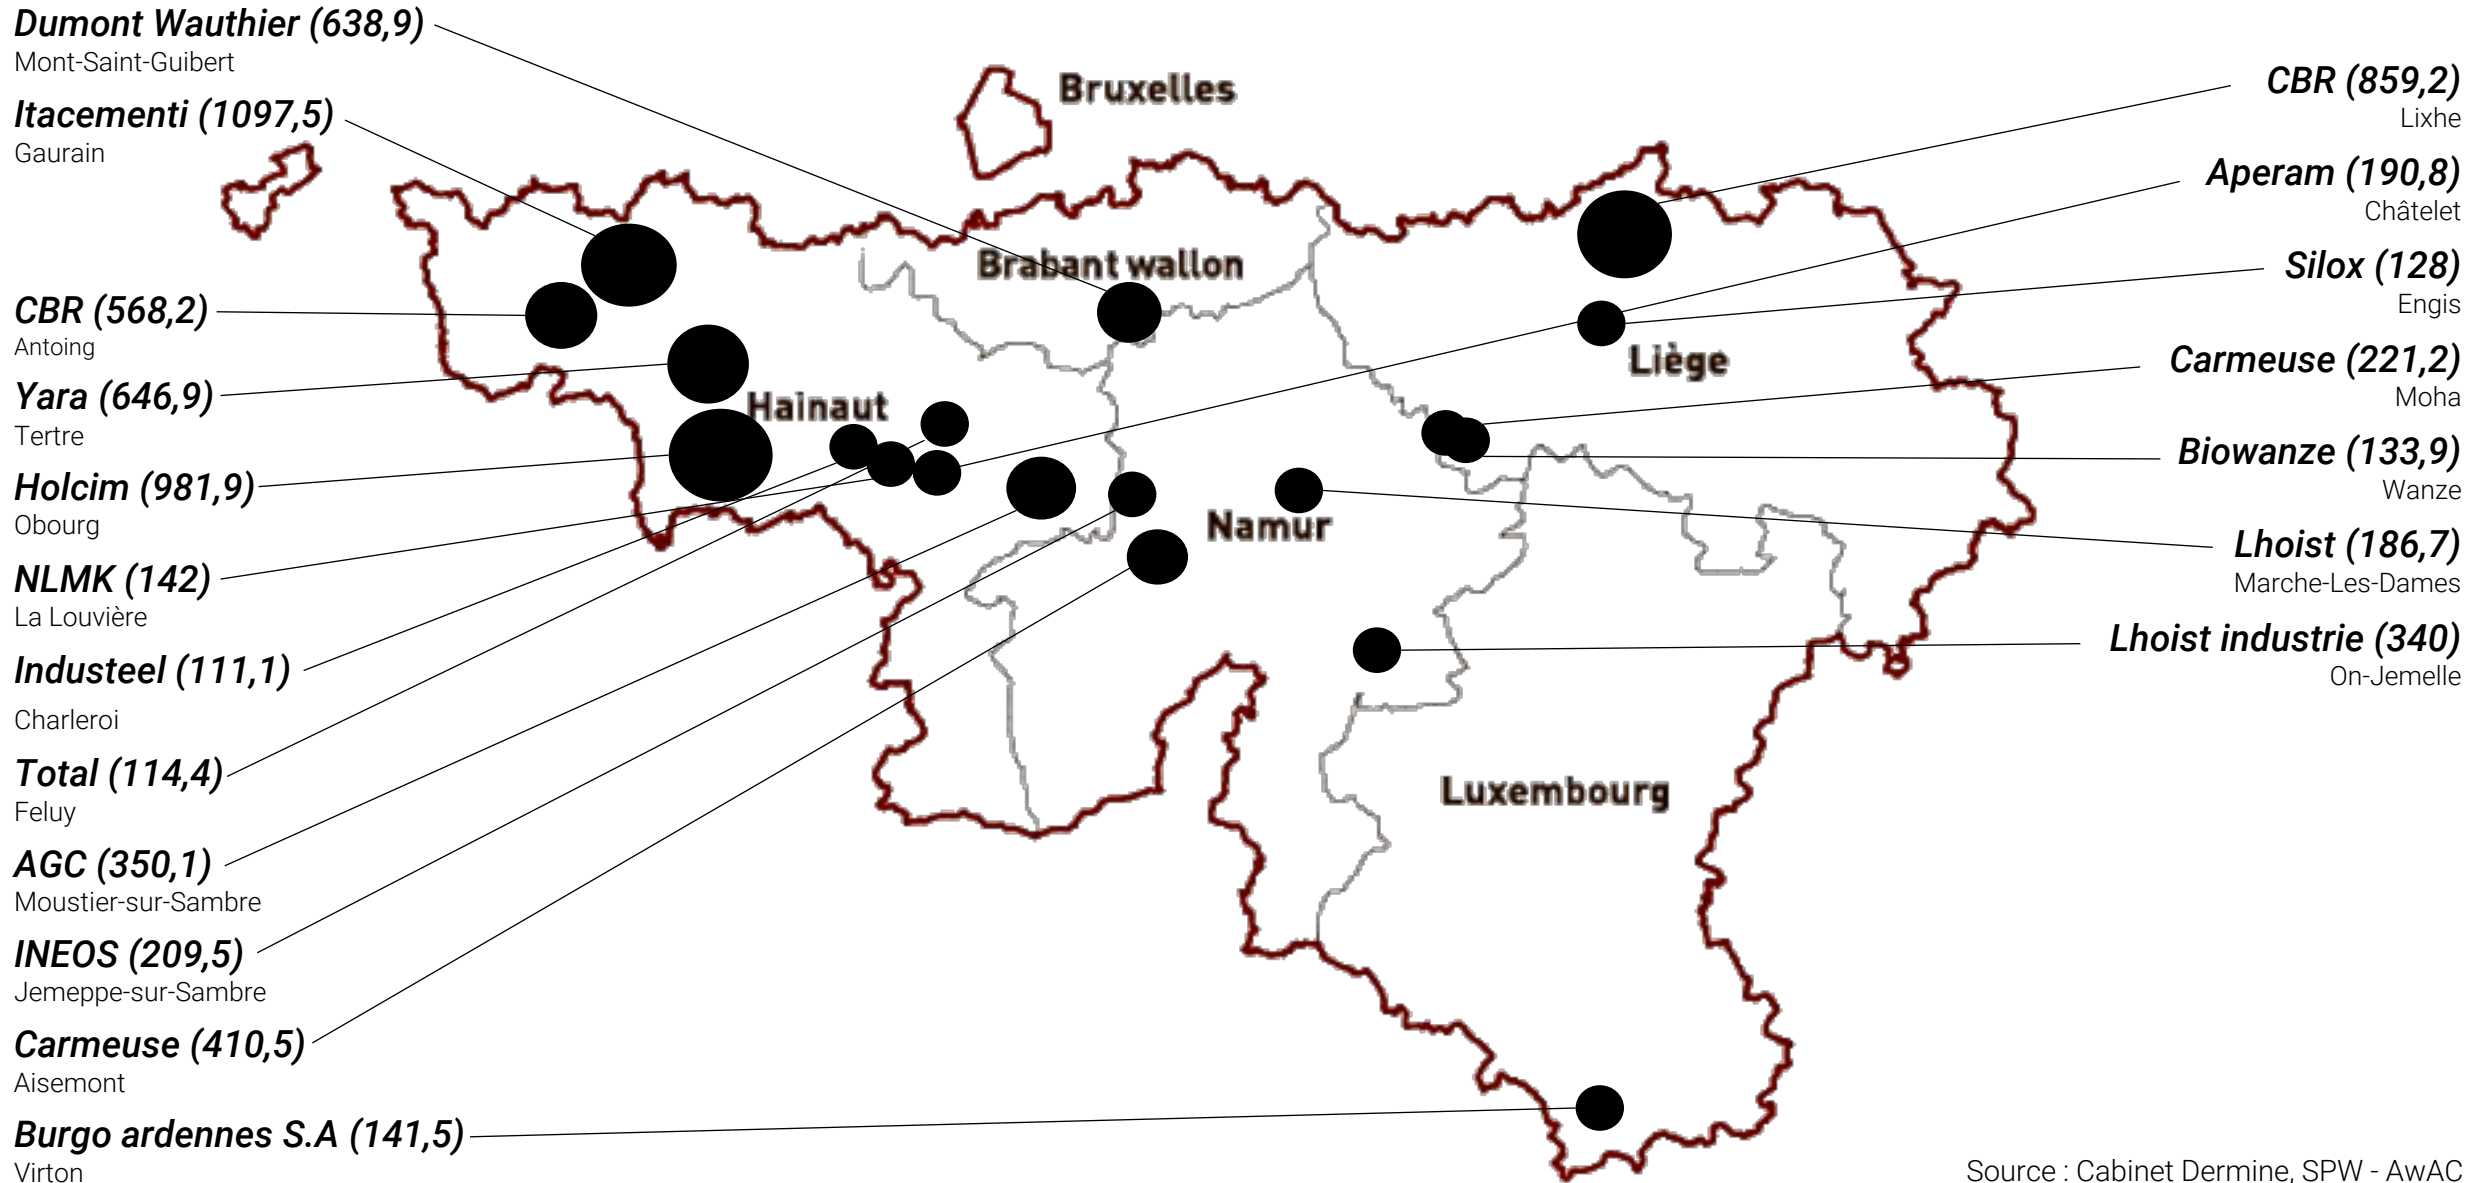 Dumont Wauthier (638,9)
Mont-Saint-Guibert
Itacementi (1097,5)
Gaurain
CBR (568,2)
Antoing
Yara (646,9)
Tertre
Holcim (981,9)
Obourg
NLMK (142)
La Louvière
Industeel (111,1)
Charleroi
Total (114,4)
Feluy
AGC (350,1)
Moustier-sur-Sambre
INEOS (209,5)
Jemeppe-sur-Sambre
Carmeuse (410,5)
Aisemont
Burgo ardennes S.A (141,5)
Virton
Bruxelles
Brabant wallon
Hainaut
Liège
Namur
Luxembourg
CBR (859,2)
Lixhe
Aperam (190,8)
Châtelet
Silox (128)
Engis
Carmeuse (221,2)
Moha
Biowanze (133,9)
Wanze
Lhoist (186,7)
Marche-Les-Dames
Lhoist industrie (340)
On-Jemelle
Source : Cabinet Dermine, SPW - AwAC